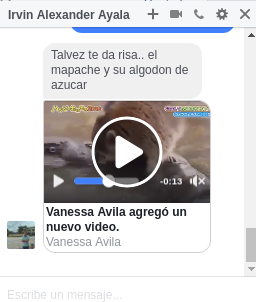 Irvin Alexander Ayala
Talvez te da risa.. el
mapache y su algodon de
azucar
-0:13
Vanessa Avila agregó un
nuevo video.
Vanessa Avila
Escribe un mensaje...